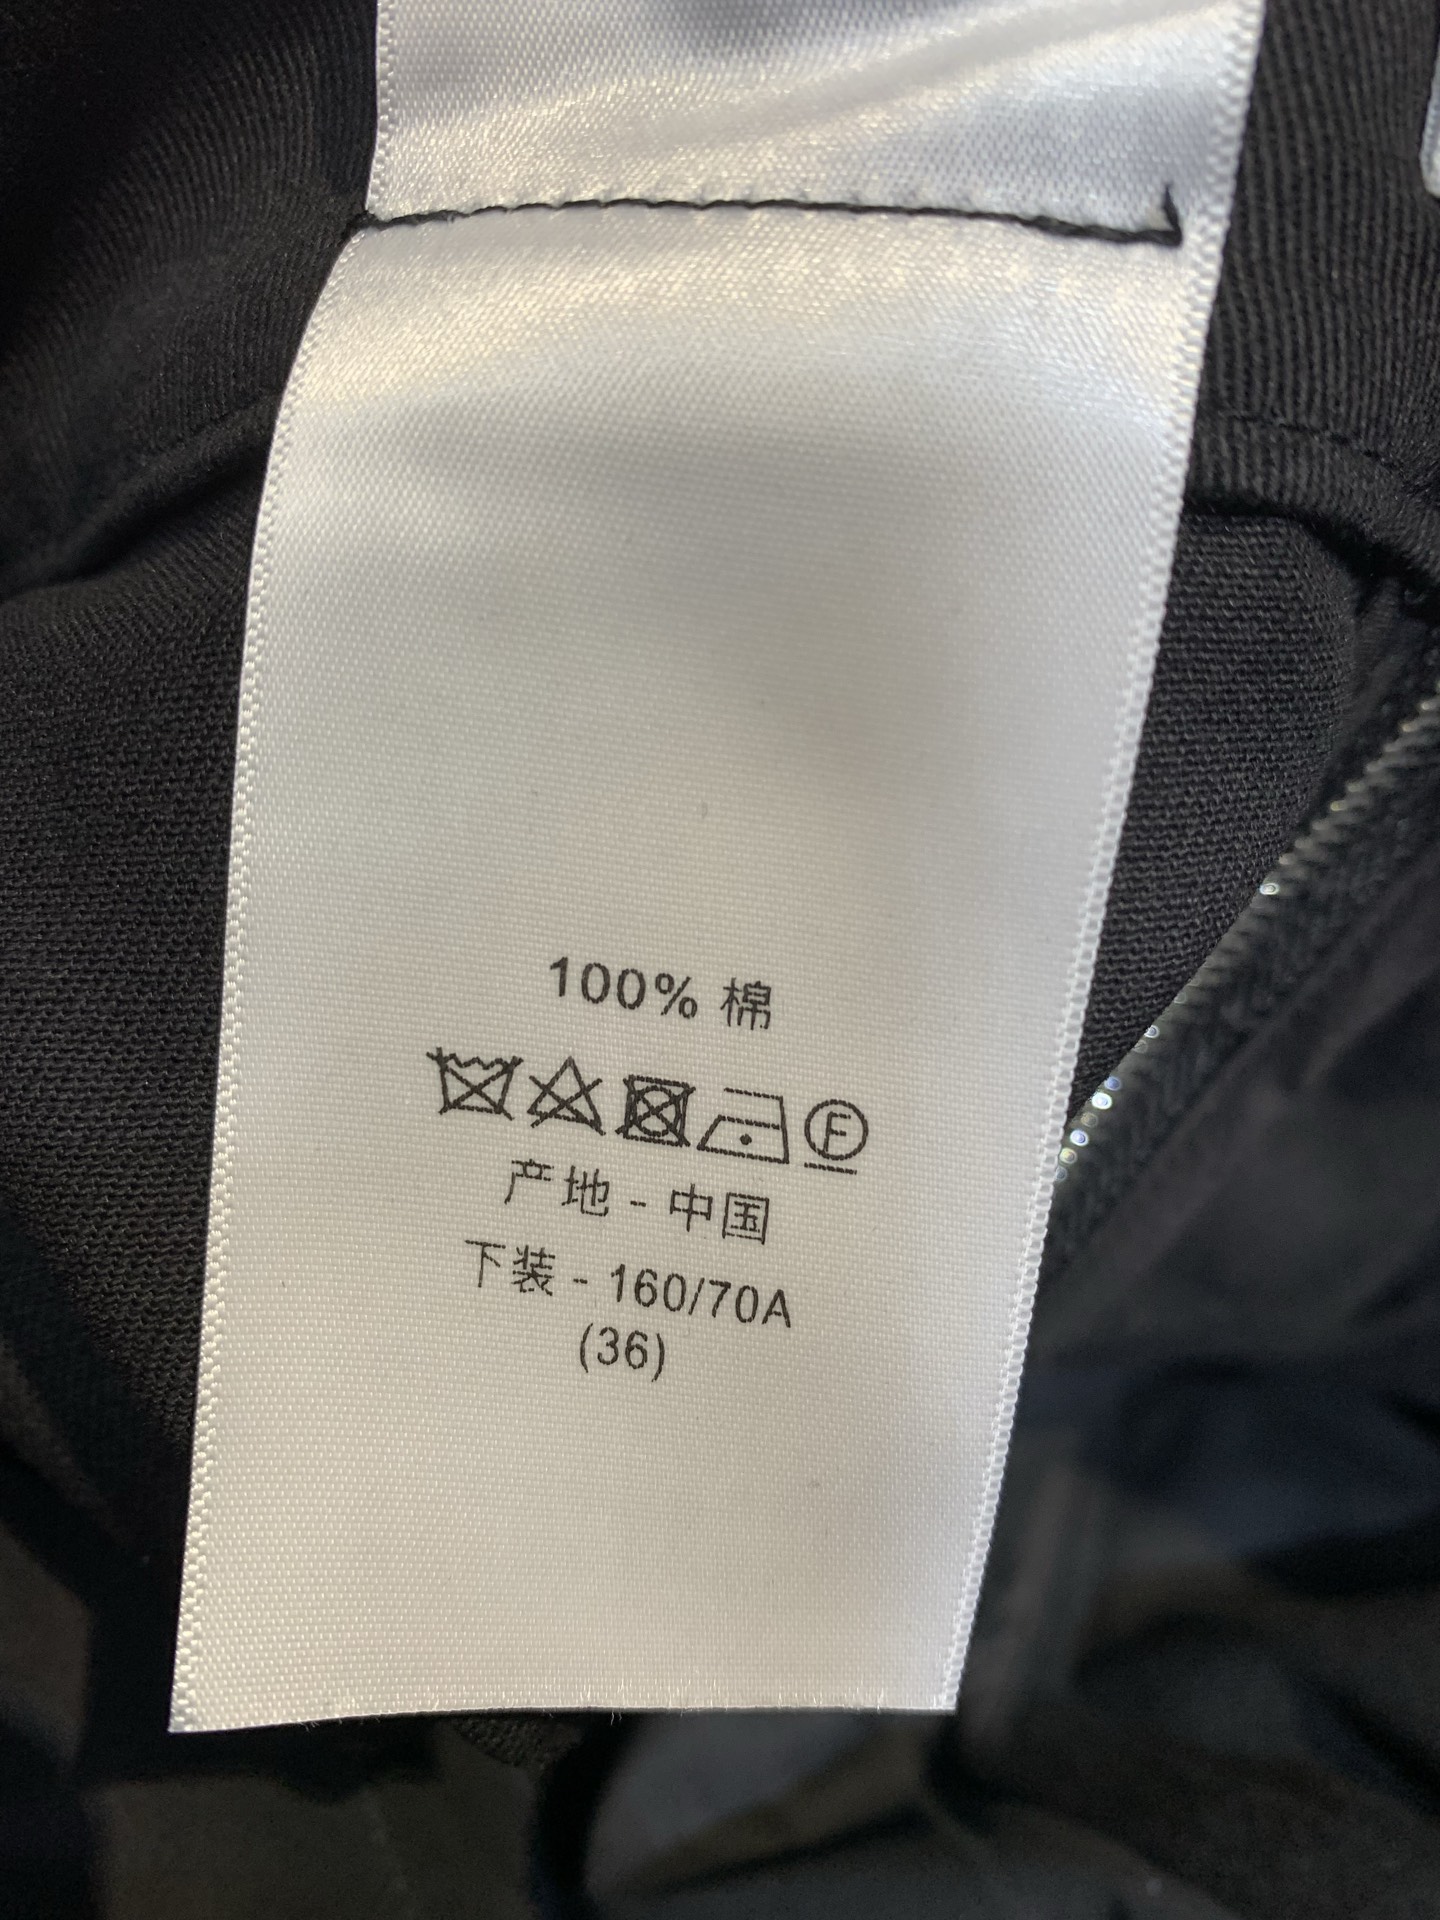 100% 棉
F
产地 - 中国
下装 - 160/70A
(36)